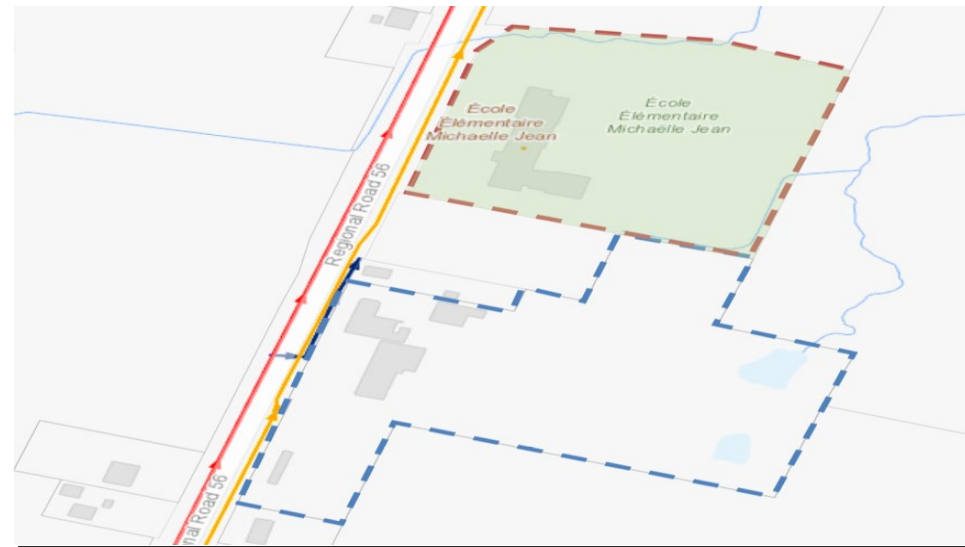 École
Élémentaire
Michaëlle Jean
École
Élémentaire
Michaëlle Jean
Regional Road 56
nal Road 56